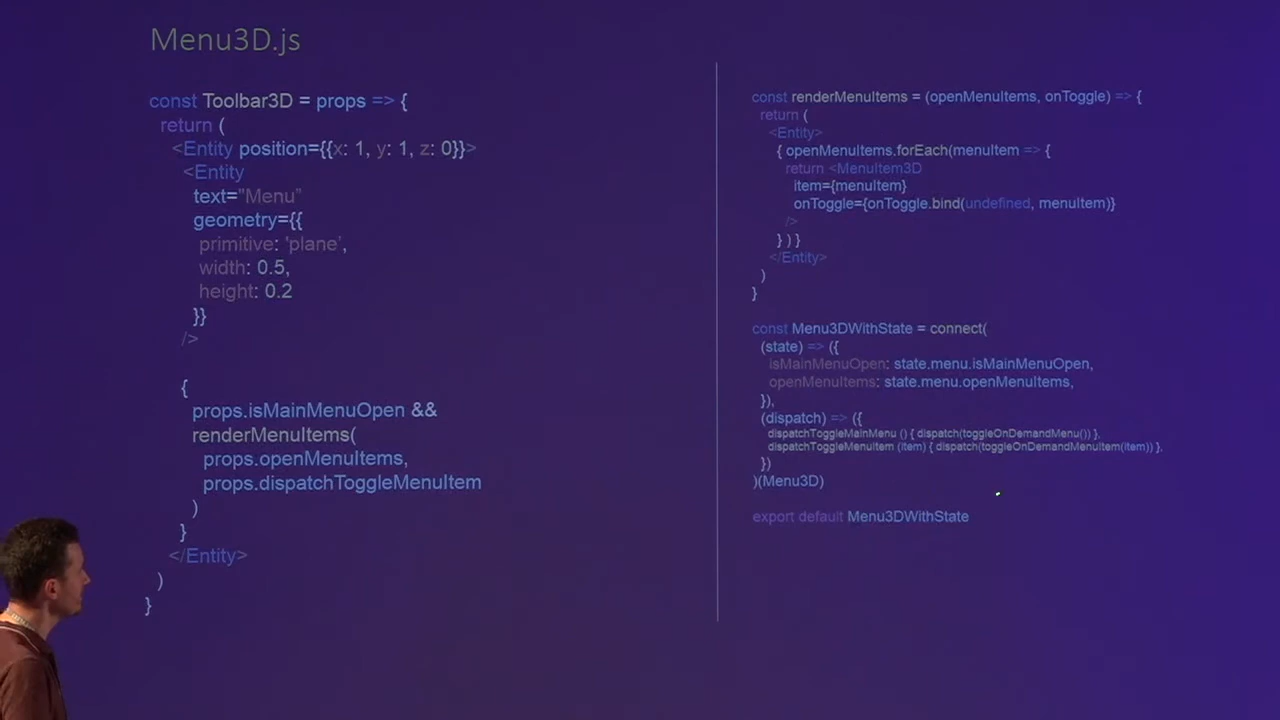 Menu3D.js
const Toolbar3D = props => {
return (
<Entity position={{x: 1, y: 1, z: 0}}>
<Entity
text="Menu"
geometry={{
primitive: 'plane',
width: 0.5,
height: 0.2
}}
/>
{
props.isMainMenuOpen &&
renderMenuItems(
props.openMenuItems,
props.dispatchToggleMenuItem
)
}
</Entity>
)
}
const renderMenuItems = (openMenuItems, onToggle) => {
return (
<Entity>
{ openMenuItems.forEach(menuItem => {
return <MenuItem3D
item={menuItem}
onToggle={onToggle.bind(undefined, menuItem)}
/>
} ) }
</Entity>
)
}
const Menu3DWithState = connect(
(state) => ({
isMainMenuOpen: state.menu.isMainMenuOpen,
openMenuItems: state.menu.openMenuItems,
}),
(dispatch) => ({
dispatchToggleMainMenu () { dispatch(toggleOnDemandMenu()) },
dispatchToggleMenuItem (item) { dispatch(toggleOnDemandMenuItem(item)) },
})
)(Menu3D)
export default Menu3DWithState